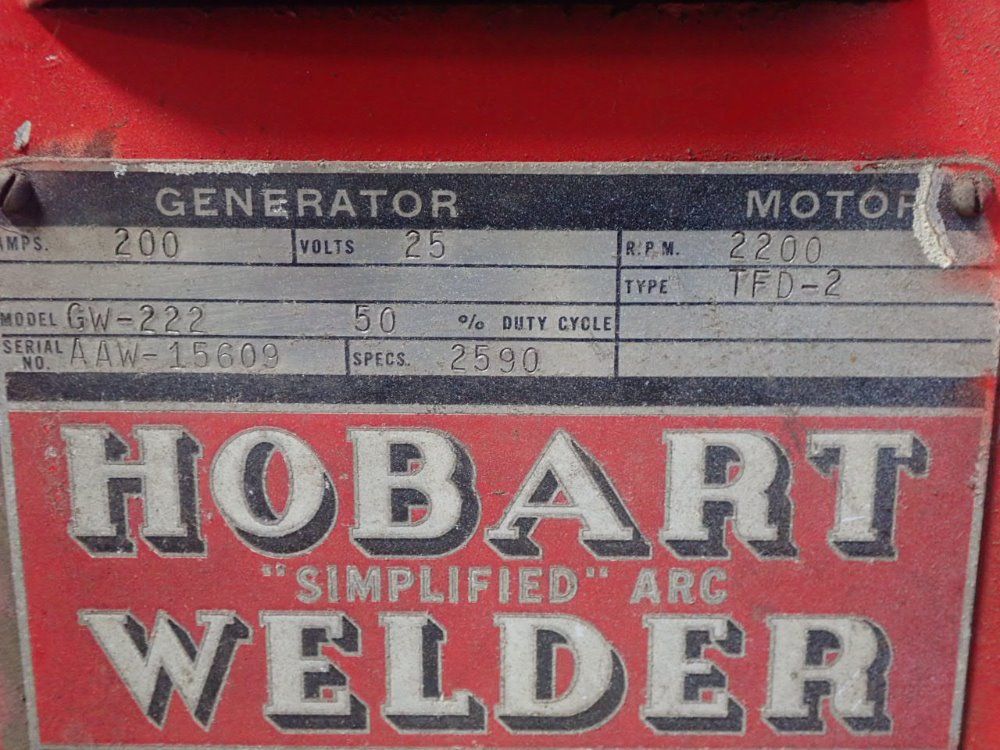 GENERATOR MOTOR
AMPS. 200 VOLTS 25 R.P.M. 2200
TYPE TFD-2
MODEL GW-222 50 % DUTY CYCLE
SERIAL NO. AAW-15609 SPECS. 2590
HOBART
"SIMPLIFIED" ARC
WELDER